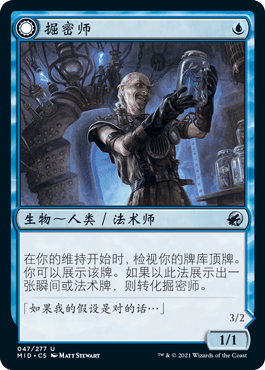 掘密师
生物～人类／法术师
在你的维持开始时，检视你的牌库顶牌。
你可以展示该牌。如果以此法展示出一
张瞬间或法术牌，则转化掘密师。
「如果我的假设是对的话…」
3/2
1/1
047/277 U
MID • CS MATT STEWART
™ & © 2021 Wizards of the Coast